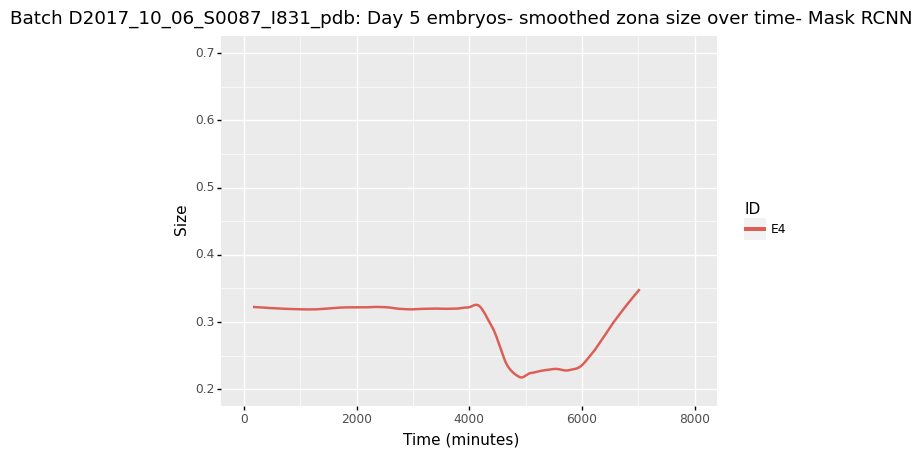 Batch D2017_10_06_S0087_I831_pdb: Day 5 embryos- smoothed zona size over time- Mask RCNN
0.7
0.6
0.5
0.4
0.3
0.2
Size
0 2000 4000 6000 8000
Time (minutes)
ID
E4